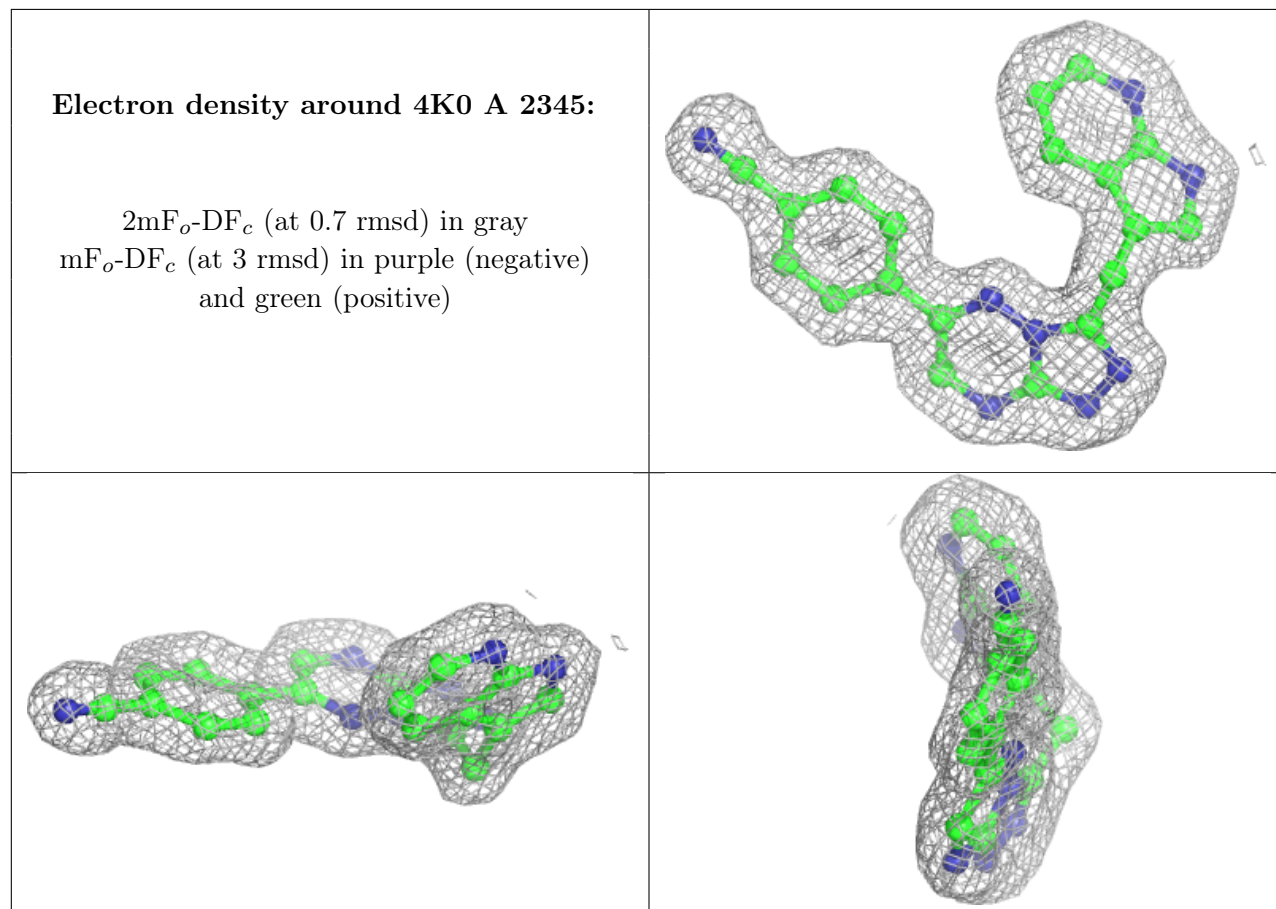 Electron density around 4K0 A 2345:
2mFₒ-DF𝒸 (at 0.7 rmsd) in gray
mFₒ-DF𝒸 (at 3 rmsd) in purple (negative)
and green (positive)